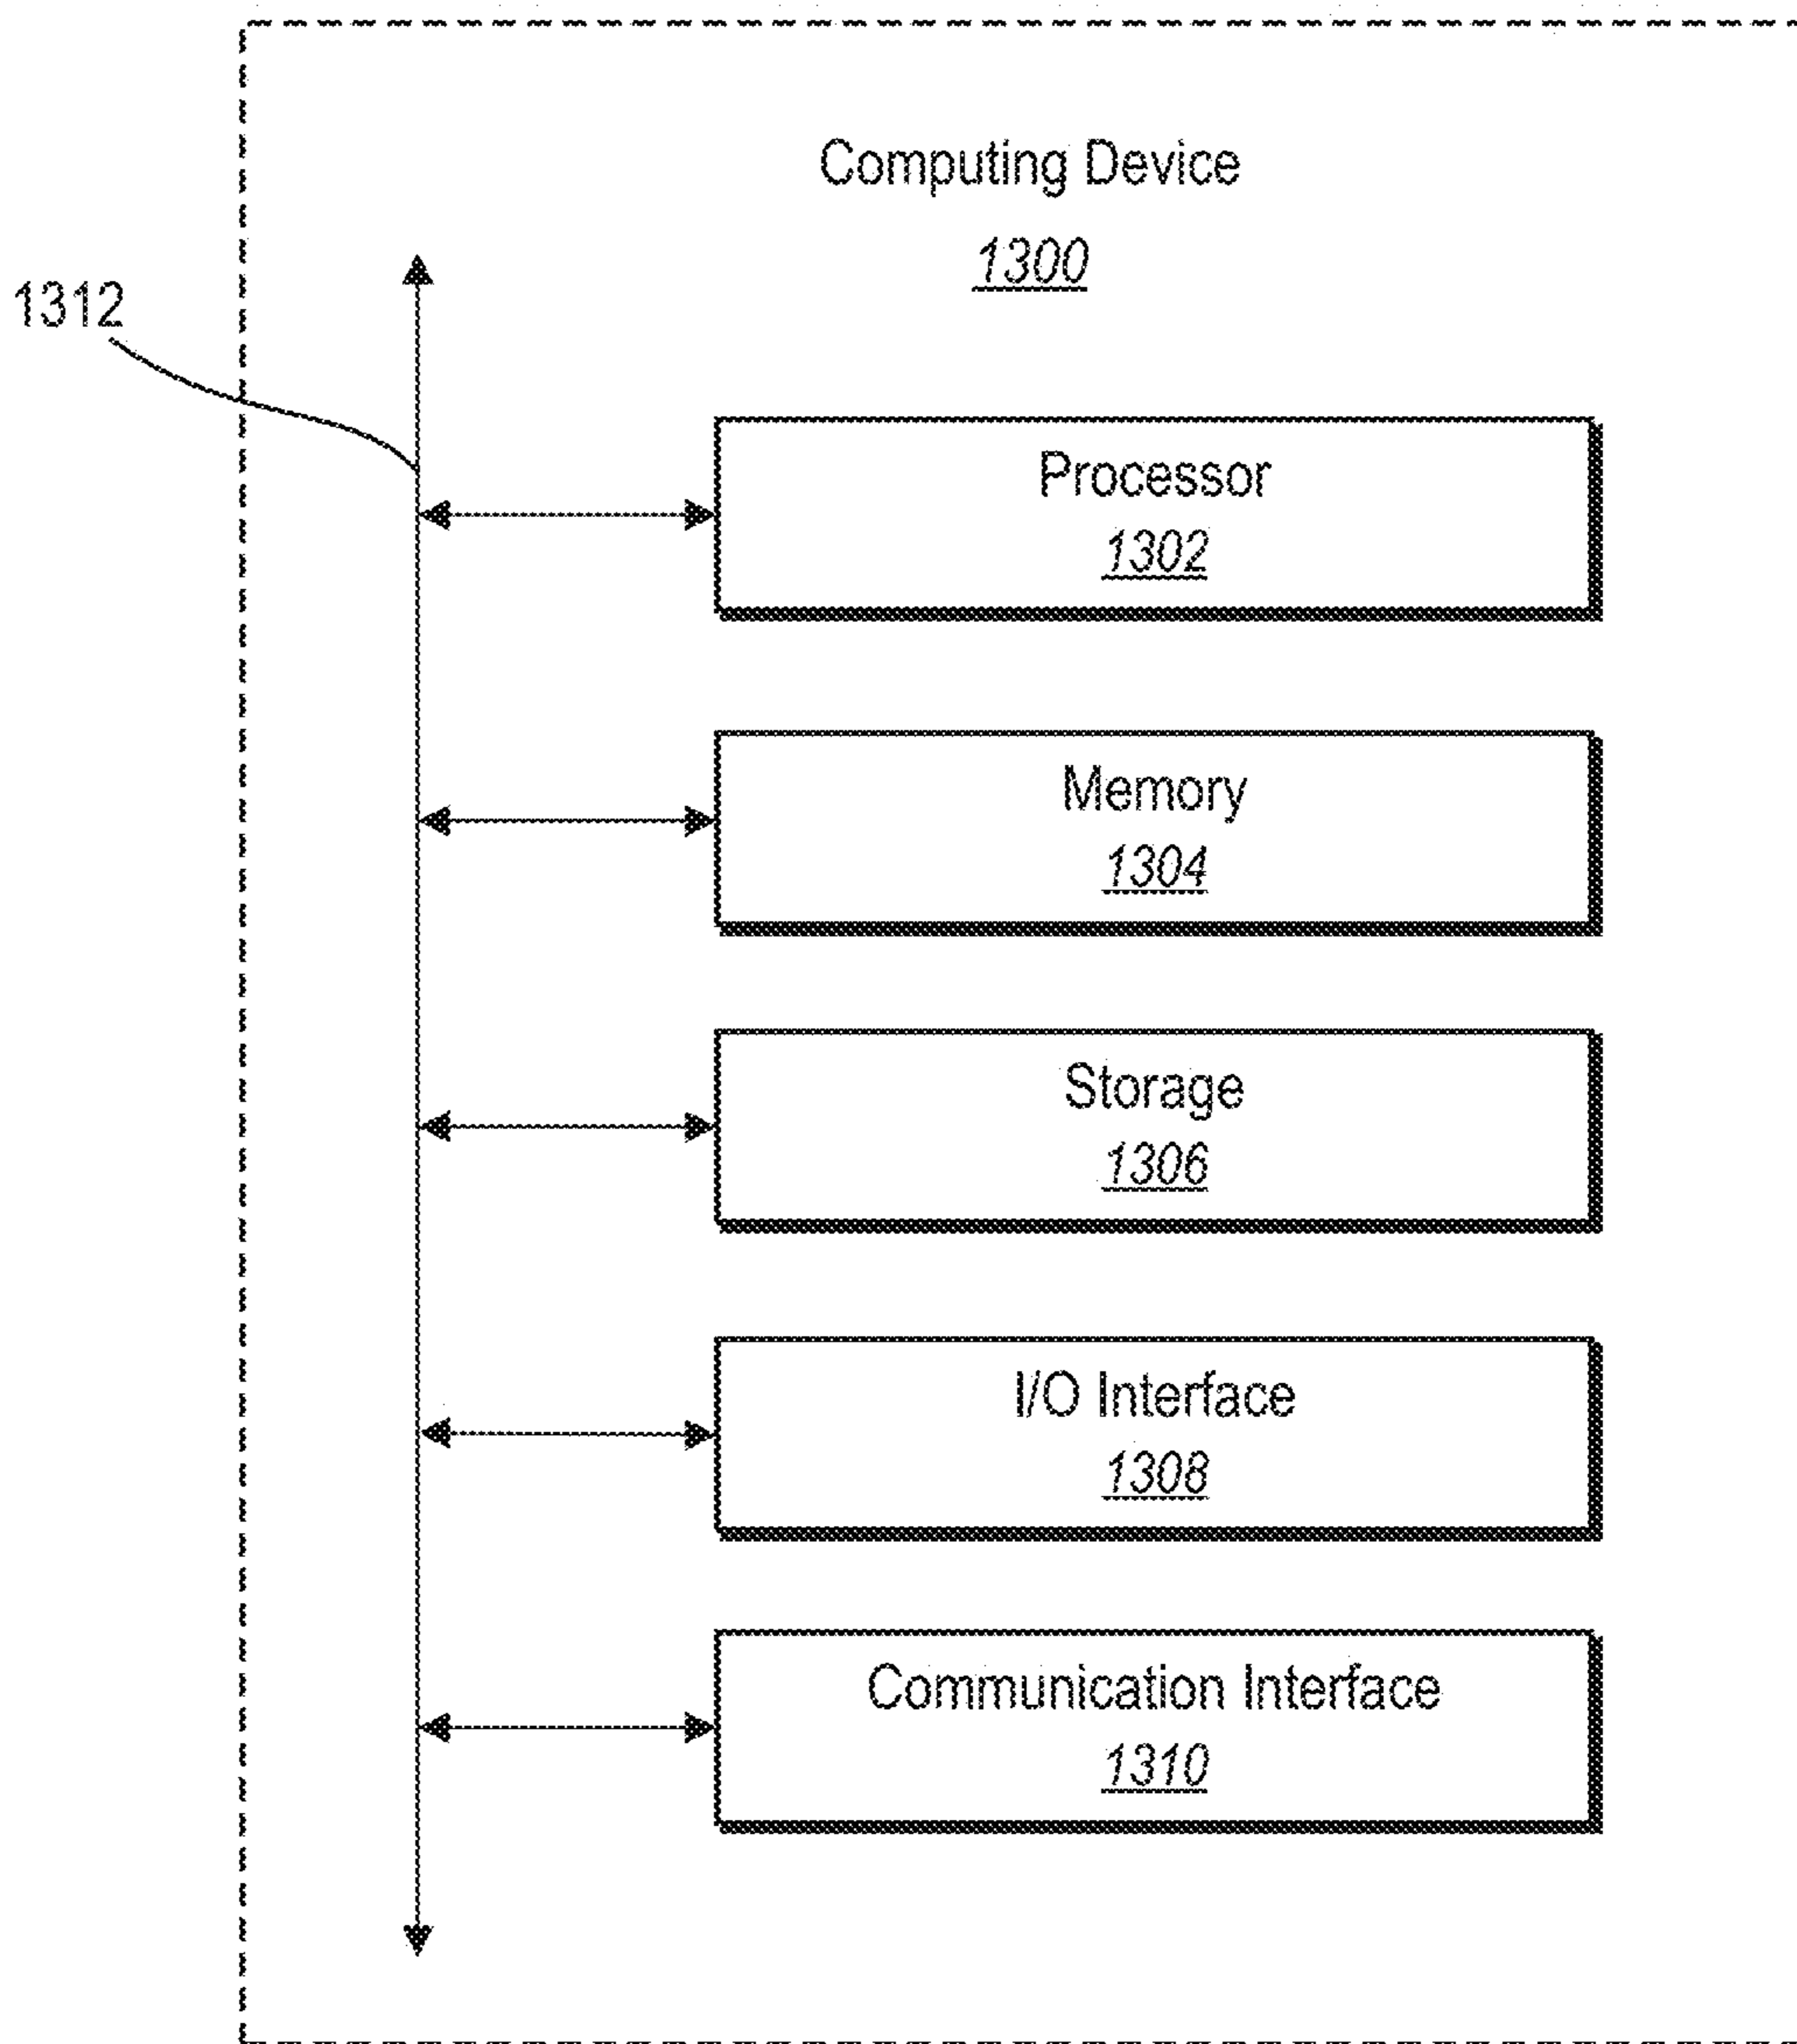 Computing Device
1300
1312
Processor
1302
Memory
1304
Storage
1306
I/O Interface
1308
Communication Interface
1310